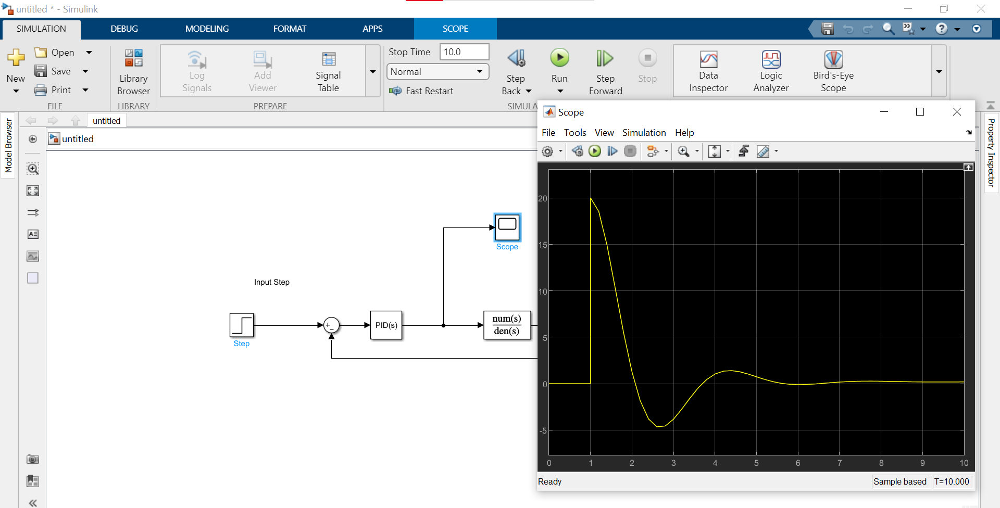 untitled * - Simulink
SIMULATION DEBUG MODELING FORMAT APPS SCOPE
New
Open
Save
Print
FILE
Library
Browser
LIBRARY
Log
Signals
Add
Viewer
Signal
Table
PREPARE
Stop Time 10.0
Normal
Fast Restart
Step
Back
Run
Step
Forward
Stop
SIMULA
Data
Inspector
Logic
Analyzer
Bird's-Eye
Scope
Model Browser
untitled
untitled
Property Inspector
Input Step
Step
+
−
PID(s)
num(s)
den(s)
Scope
Scope
File Tools View Simulation Help
20
15
10
5
0
-5
0 1 2 3 4 5 6 7 8 9 10
Ready
Sample based T=10.000